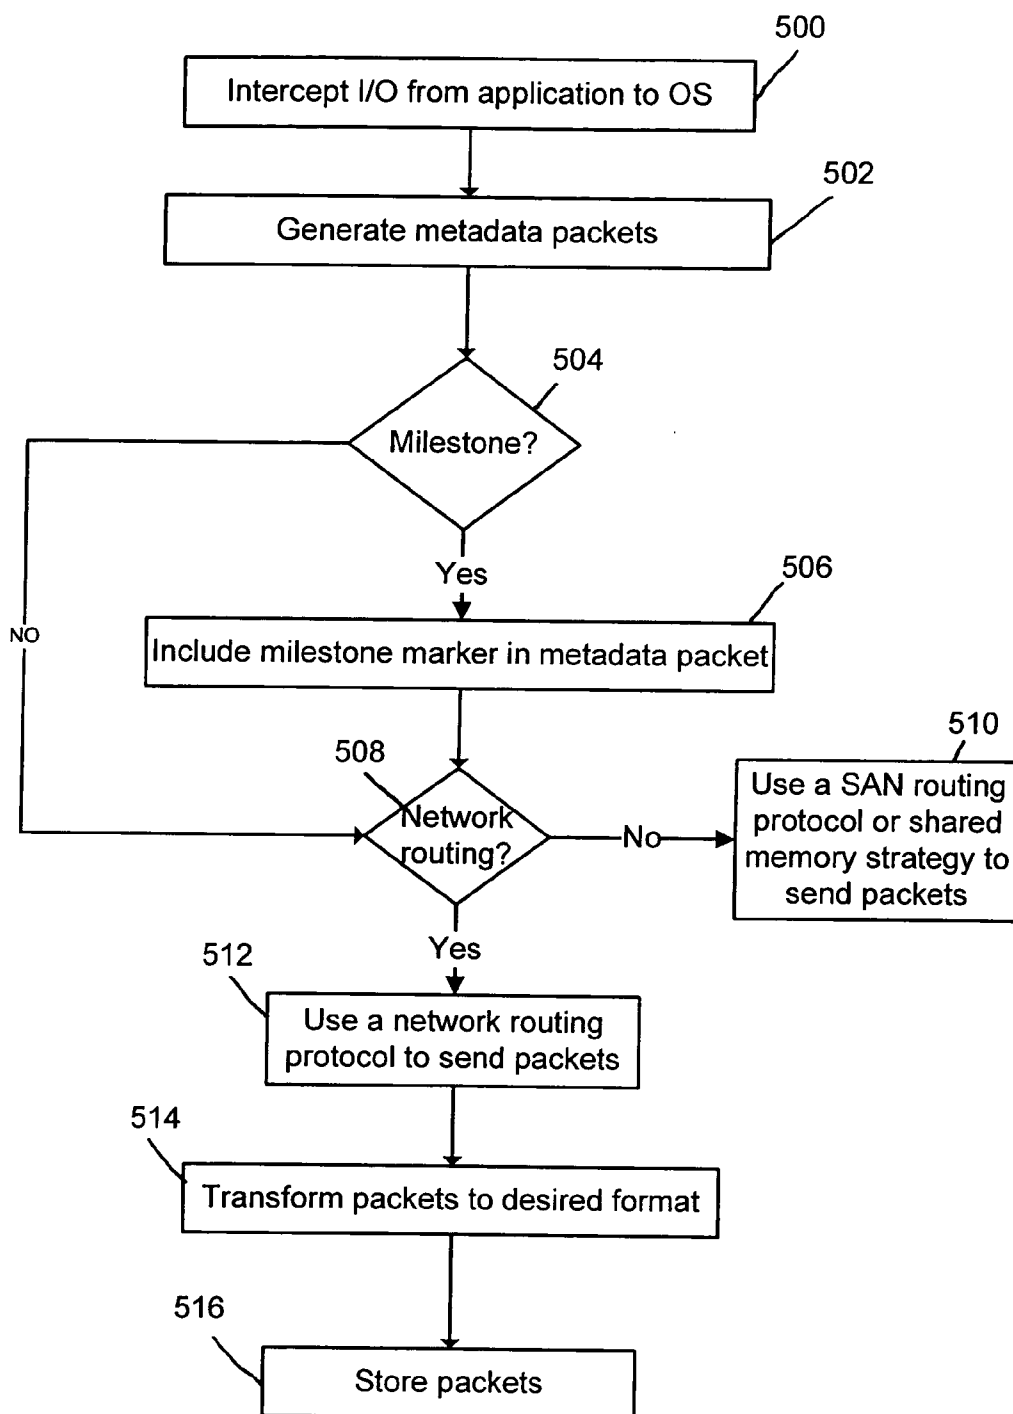 500
Intercept I/O from application to OS
502
Generate metadata packets
504
Milestone?
Yes
NO
506
Include milestone marker in metadata packet
508
Network
routing?
No
510
Use a SAN routing
protocol or shared
memory strategy to
send packets
Yes
512
Use a network routing
protocol to send packets
514
Transform packets to desired format
516
Store packets